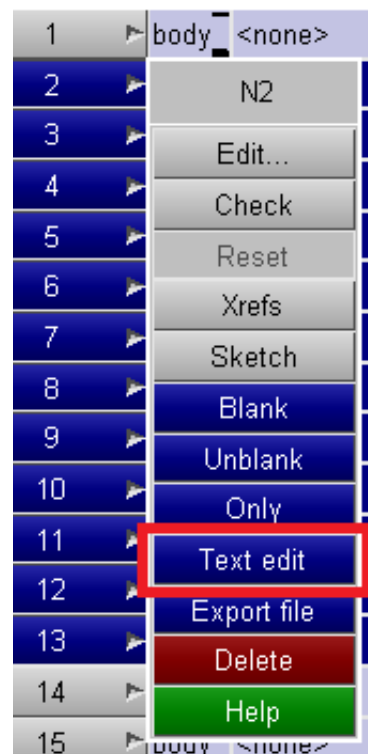 1 body <none>
2 N2
3 Edit...
4 Check
5 Reset
6 Xrefs
7 Sketch
8 Blank
9 Unblank
10 Only
11 Text edit
12 Export file
13 Delete
14 Help
15 body <none>